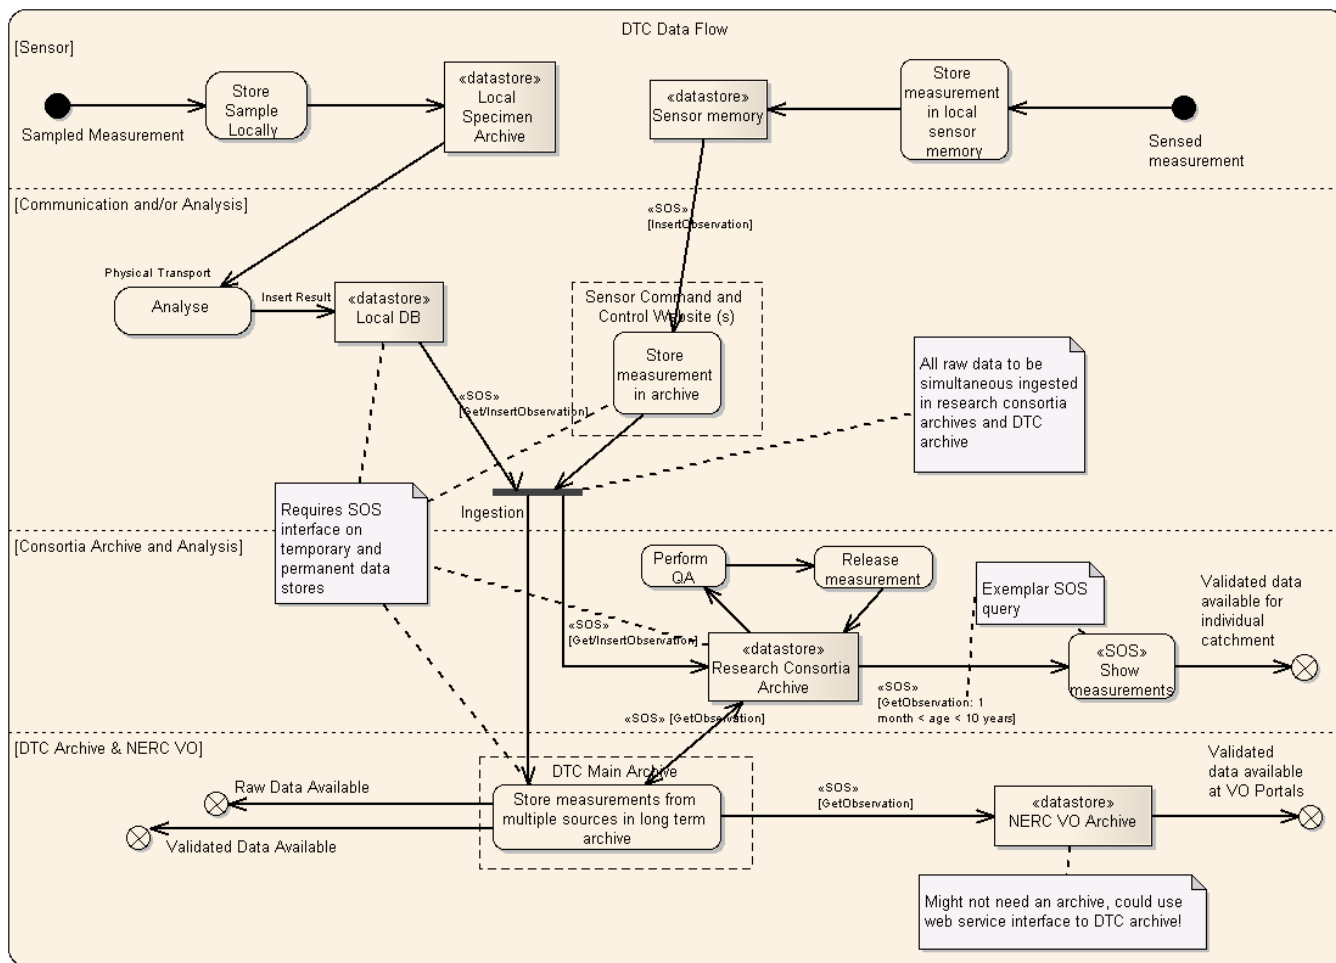 DTC Data Flow
[Sensor]
Sampled Measurement
Store
Sample
Locally
«datastore»
Local
Specimen
Archive
«datastore»
Sensor memory
Store
measurement
in local
sensor
memory
Sensed
measurement
[Communication and/or Analysis]
«SOS»
[InsertObservation]
Physical Transport
Analyse
Insert Result
«datastore»
Local DB
Sensor Command and
Control Website (s)
Store
measurement
in archive
«SOS»
[Get/InsertObservation]
All raw data to be
simultaneous ingested
in research consortia
archives and DTC
archive
Requires SOS
interface on
temporary and
permanent data
stores
Ingestion
[Consortia Archive and Analysis]
Perform
QA
Release
measurement
Exemplar SOS
query
Validated data
available for
individual
catchment
«SOS»
[Get/InsertObservation]
«datastore»
Research Consortia
Archive
«SOS»
[GetObservation: 1
month < age < 10 years]
«SOS»
Show
measurements
«SOS» [GetObservation]
[DTC Archive & NERC VO]
DTC Main Archive
Raw Data Available
Validated Data Available
Store measurements from
multiple sources in long term
archive
«SOS»
[GetObservation]
«datastore»
NERC VO Archive
Validated
data available
at VO Portals
Might not need an archive, could use
web service interface to DTC archive!